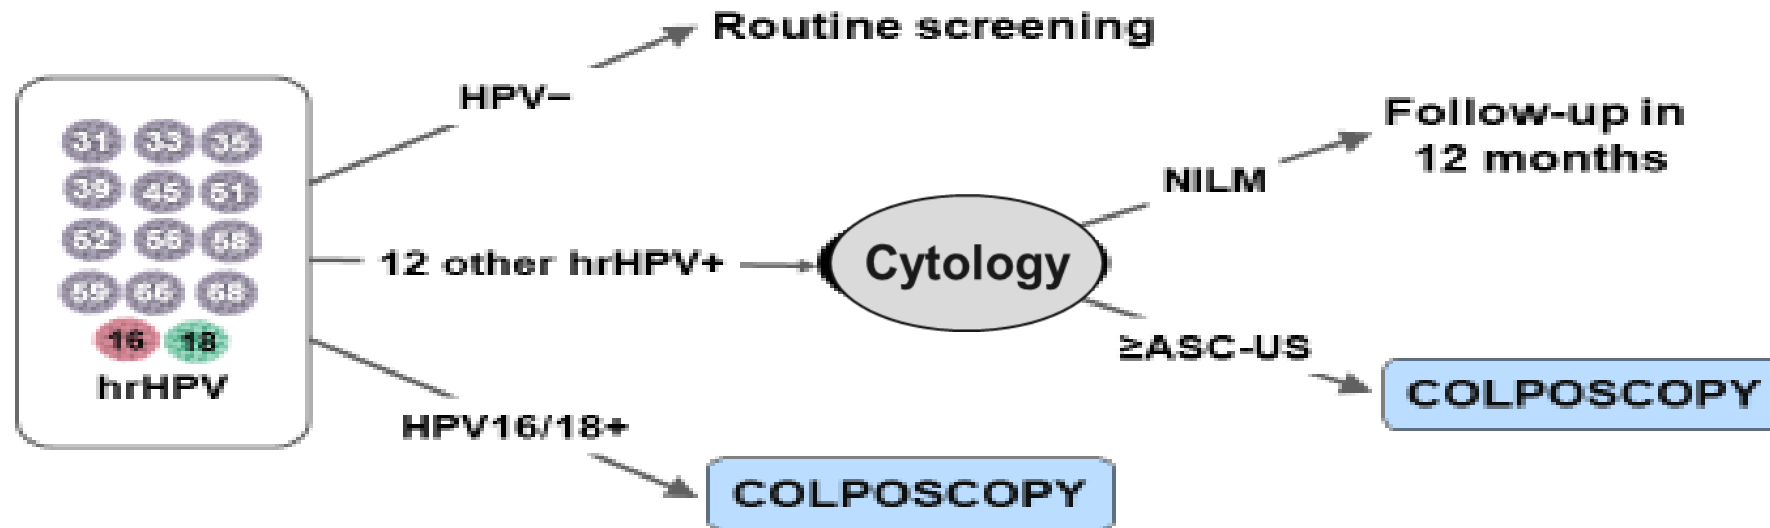 Routine screening
HPV−
Follow-up in
12 months
NILM
31 33 35
39 45 51
52 56 58
59 66 68
16 18
hrHPV
12 other hrHPV+
Cytology
≥ASC-US
COLPOSCOPY
HPV16/18+
COLPOSCOPY